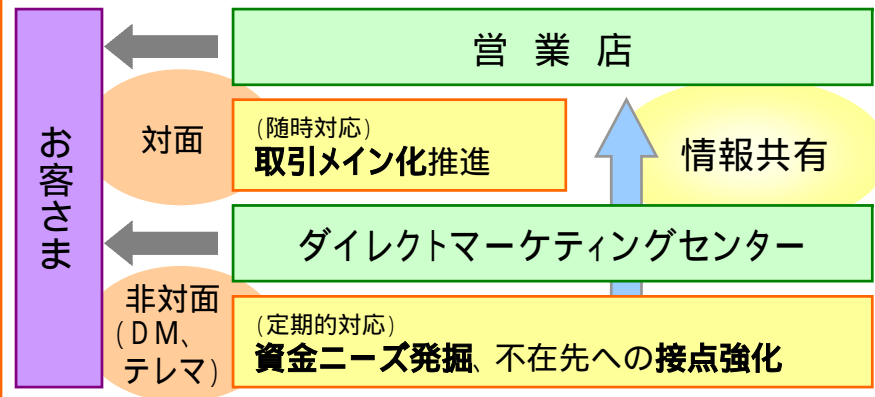 お客さま
営業店
対面
(随時対応)
取引メイン化推進
情報共有
ダイレクトマーケティングセンター
非対面
(DM、
テレマ)
(定期的対応)
資金ニーズ発掘、不在先への接点強化